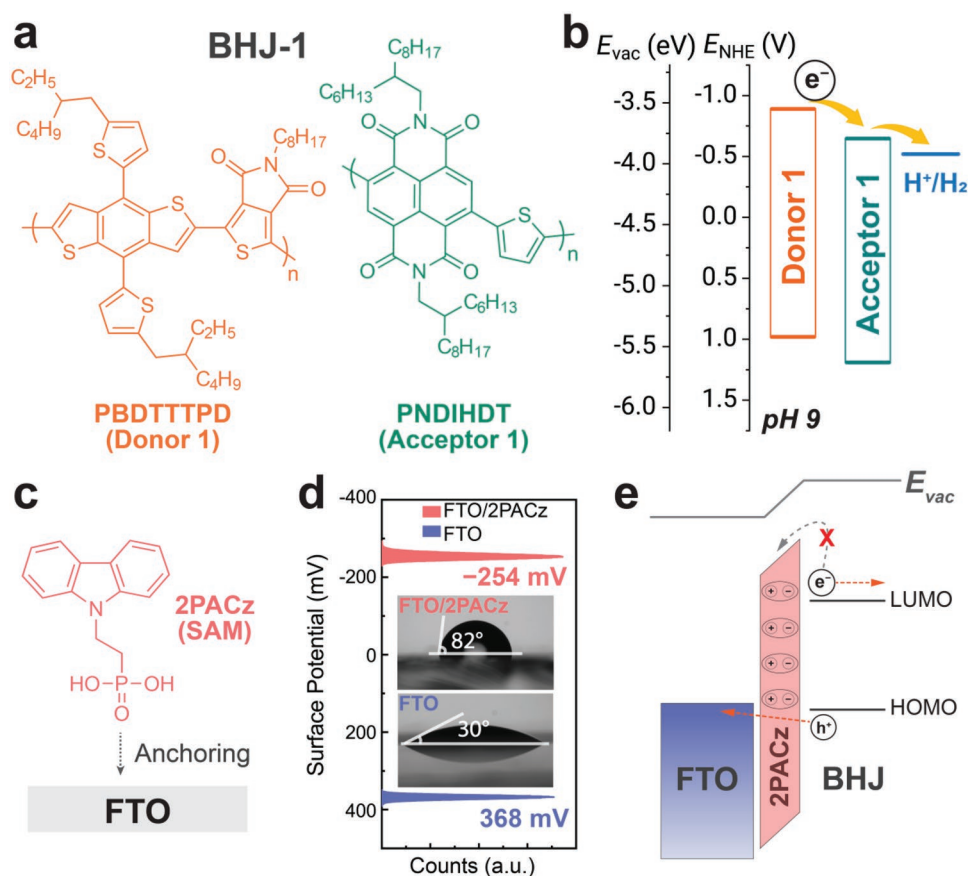 a
BHJ-1
C₂H₅
C₄H₉
S
S
S
N
C₈H₁₇
O
O
S
n
S
C₂H₅
C₄H₉
PBDTTTPD
(Donor 1)
C₈H₁₇
C₆H₁₃
O
N
O
S
n
O
N
O
C₆H₁₃
C₈H₁₇
PNDIHDT
(Acceptor 1)
b
Evac (eV)
ENHE (V)
-3.5
-4.0
-4.5
-5.0
-5.5
-6.0
-1.0
-0.5
0.0
0.5
1.0
1.5
e⁻
Donor 1
Acceptor 1
H⁺/H₂
pH 9
c
N
HO
P
OH
O
2PACz
(SAM)
Anchoring
FTO
d
Surface Potential (mV)
-400
-200
0
200
400
FTO/2PACz
FTO
−254 mV
FTO/2PACz
82°
FTO
30°
368 mV
Counts (a.u.)
e
Evac
X
e⁻
LUMO
+ −
+ −
+ −
+ −
HOMO
h⁺
FTO
2PACz
BHJ